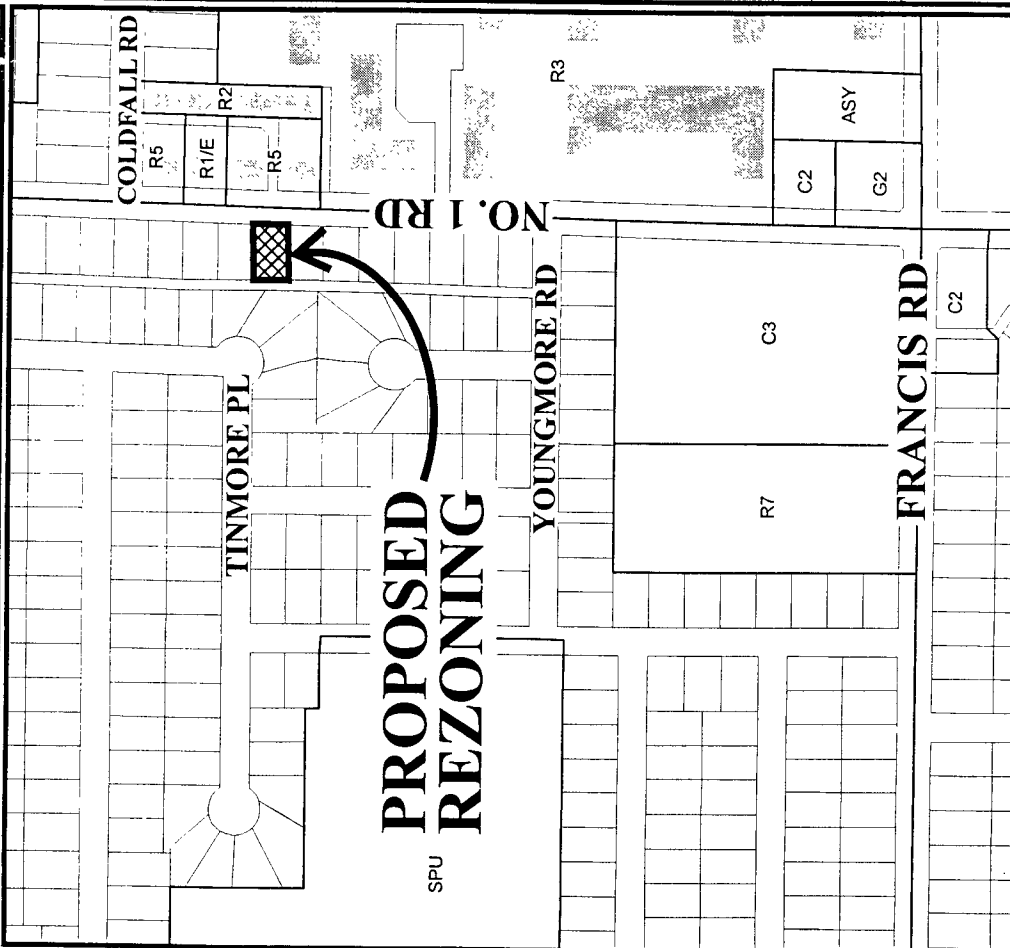 COLDFALL RD
R2
R5
R1/E
R5
R3
ASY
C2
G2
NO. 1 RD
TINMORE PL
YOUNGMORE RD
PROPOSED
REZONING
C3
R7
FRANCIS RD
C2
SPU